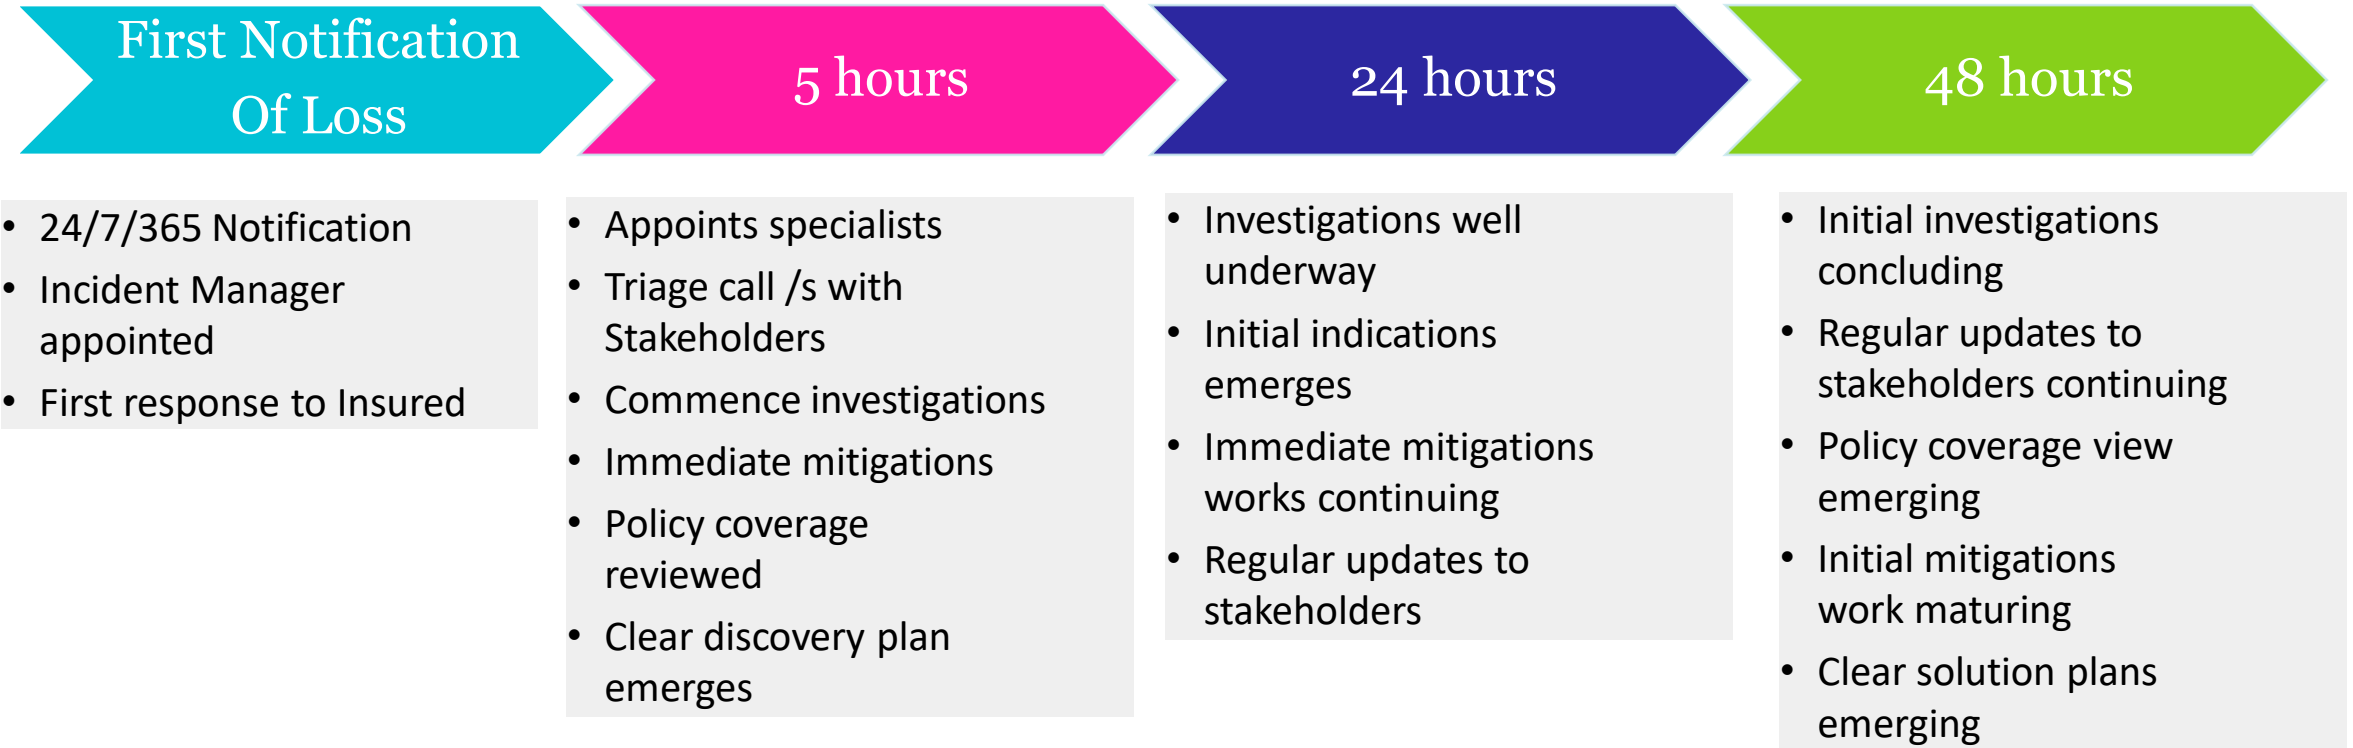 First Notification
Of Loss
5 hours
24 hours
48 hours
• 24/7/365 Notification
• Incident Manager
appointed
• First response to Insured
• Appoints specialists
• Triage call /s with
Stakeholders
• Commence investigations
• Immediate mitigations
• Policy coverage
reviewed
• Clear discovery plan
emerges
• Investigations well
underway
• Initial indications
emerges
• Immediate mitigations
works continuing
• Regular updates to
stakeholders
• Initial investigations
concluding
• Regular updates to
stakeholders continuing
• Policy coverage view
emerging
• Initial mitigations
work maturing
• Clear solution plans
emerging